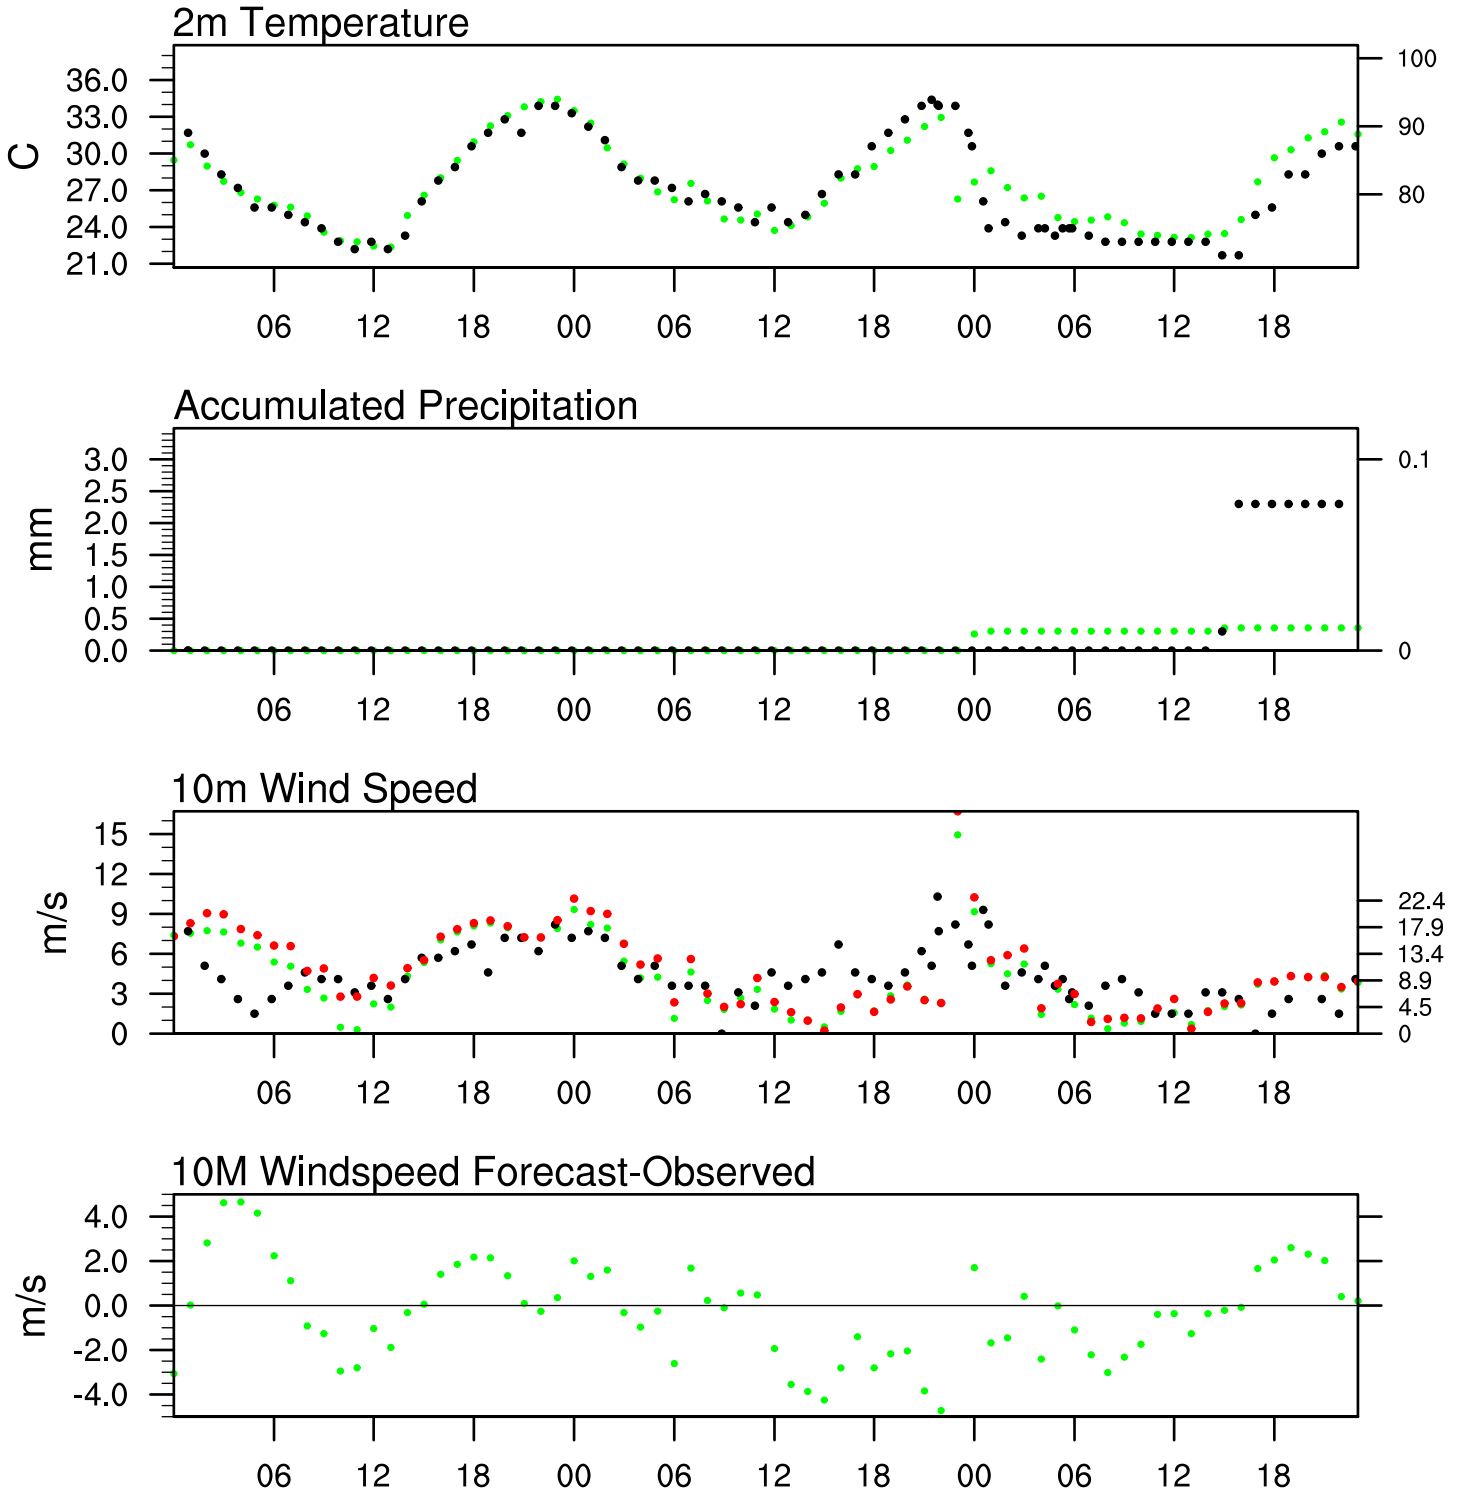 2m Temperature
C
36.0
33.0
30.0
27.0
24.0
21.0
100
90
80
06 12 18 00 06 12 18 00 06 12 18
Accumulated Precipitation
mm
3.0
2.5
2.0
1.5
1.0
0.5
0.0
0.1
0
06 12 18 00 06 12 18 00 06 12 18
10m Wind Speed
m/s
15
12
9
6
3
0
22.4
17.9
13.4
8.9
4.5
0
06 12 18 00 06 12 18 00 06 12 18
10M Windspeed Forecast-Observed
m/s
4.0
2.0
0.0
-2.0
-4.0
06 12 18 00 06 12 18 00 06 12 18